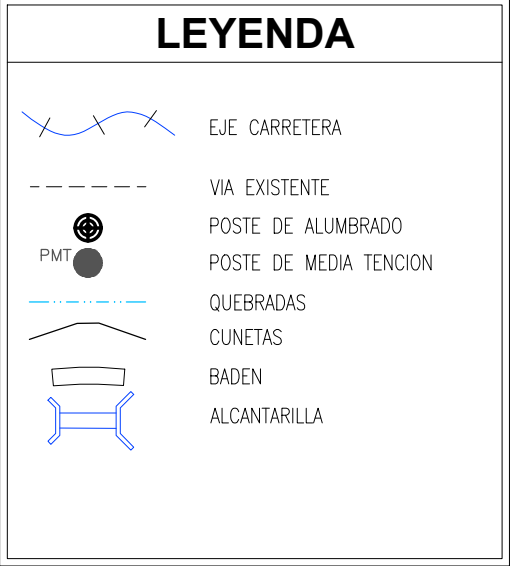 LEYENDA
EJE CARRETERA
VIA EXISTENTE
POSTE DE ALUMBRADO
PMT
POSTE DE MEDIA TENCION
QUEBRADAS
CUNETAS
BADEN
ALCANTARILLA